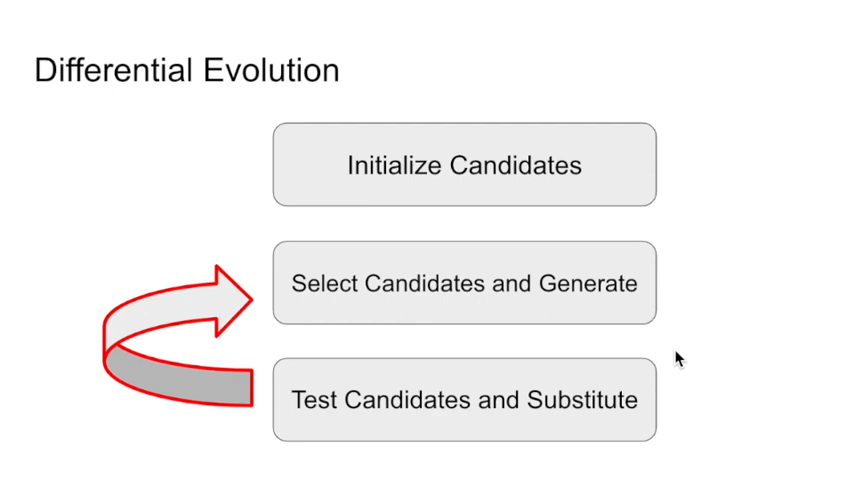 Differential Evolution
Initialize Candidates
Select Candidates and Generate
Test Candidates and Substitute